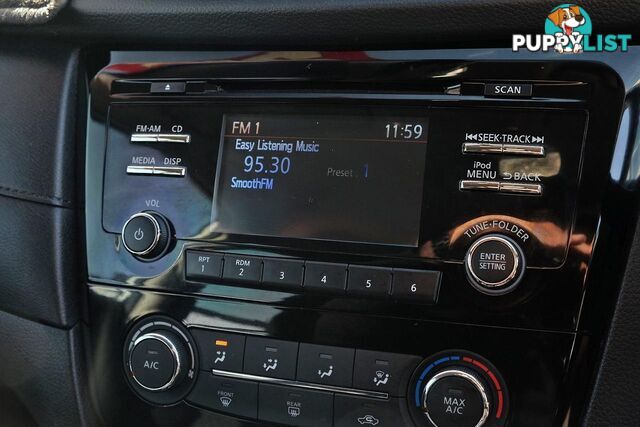 PUPPYLIST
SCAN
FM 1 11:59
Easy Listening Music
95.30 Preset 1
SmoothFM
FM·AM CD
MEDIA DISP
VOL
SEEK·TRACK
iPod
MENU BACK
TUNE·FOLDER
ENTER
SETTING
RPT
1
RDM
2
3
4
5
6
A/C
FRONT
REAR
MAX
A/C